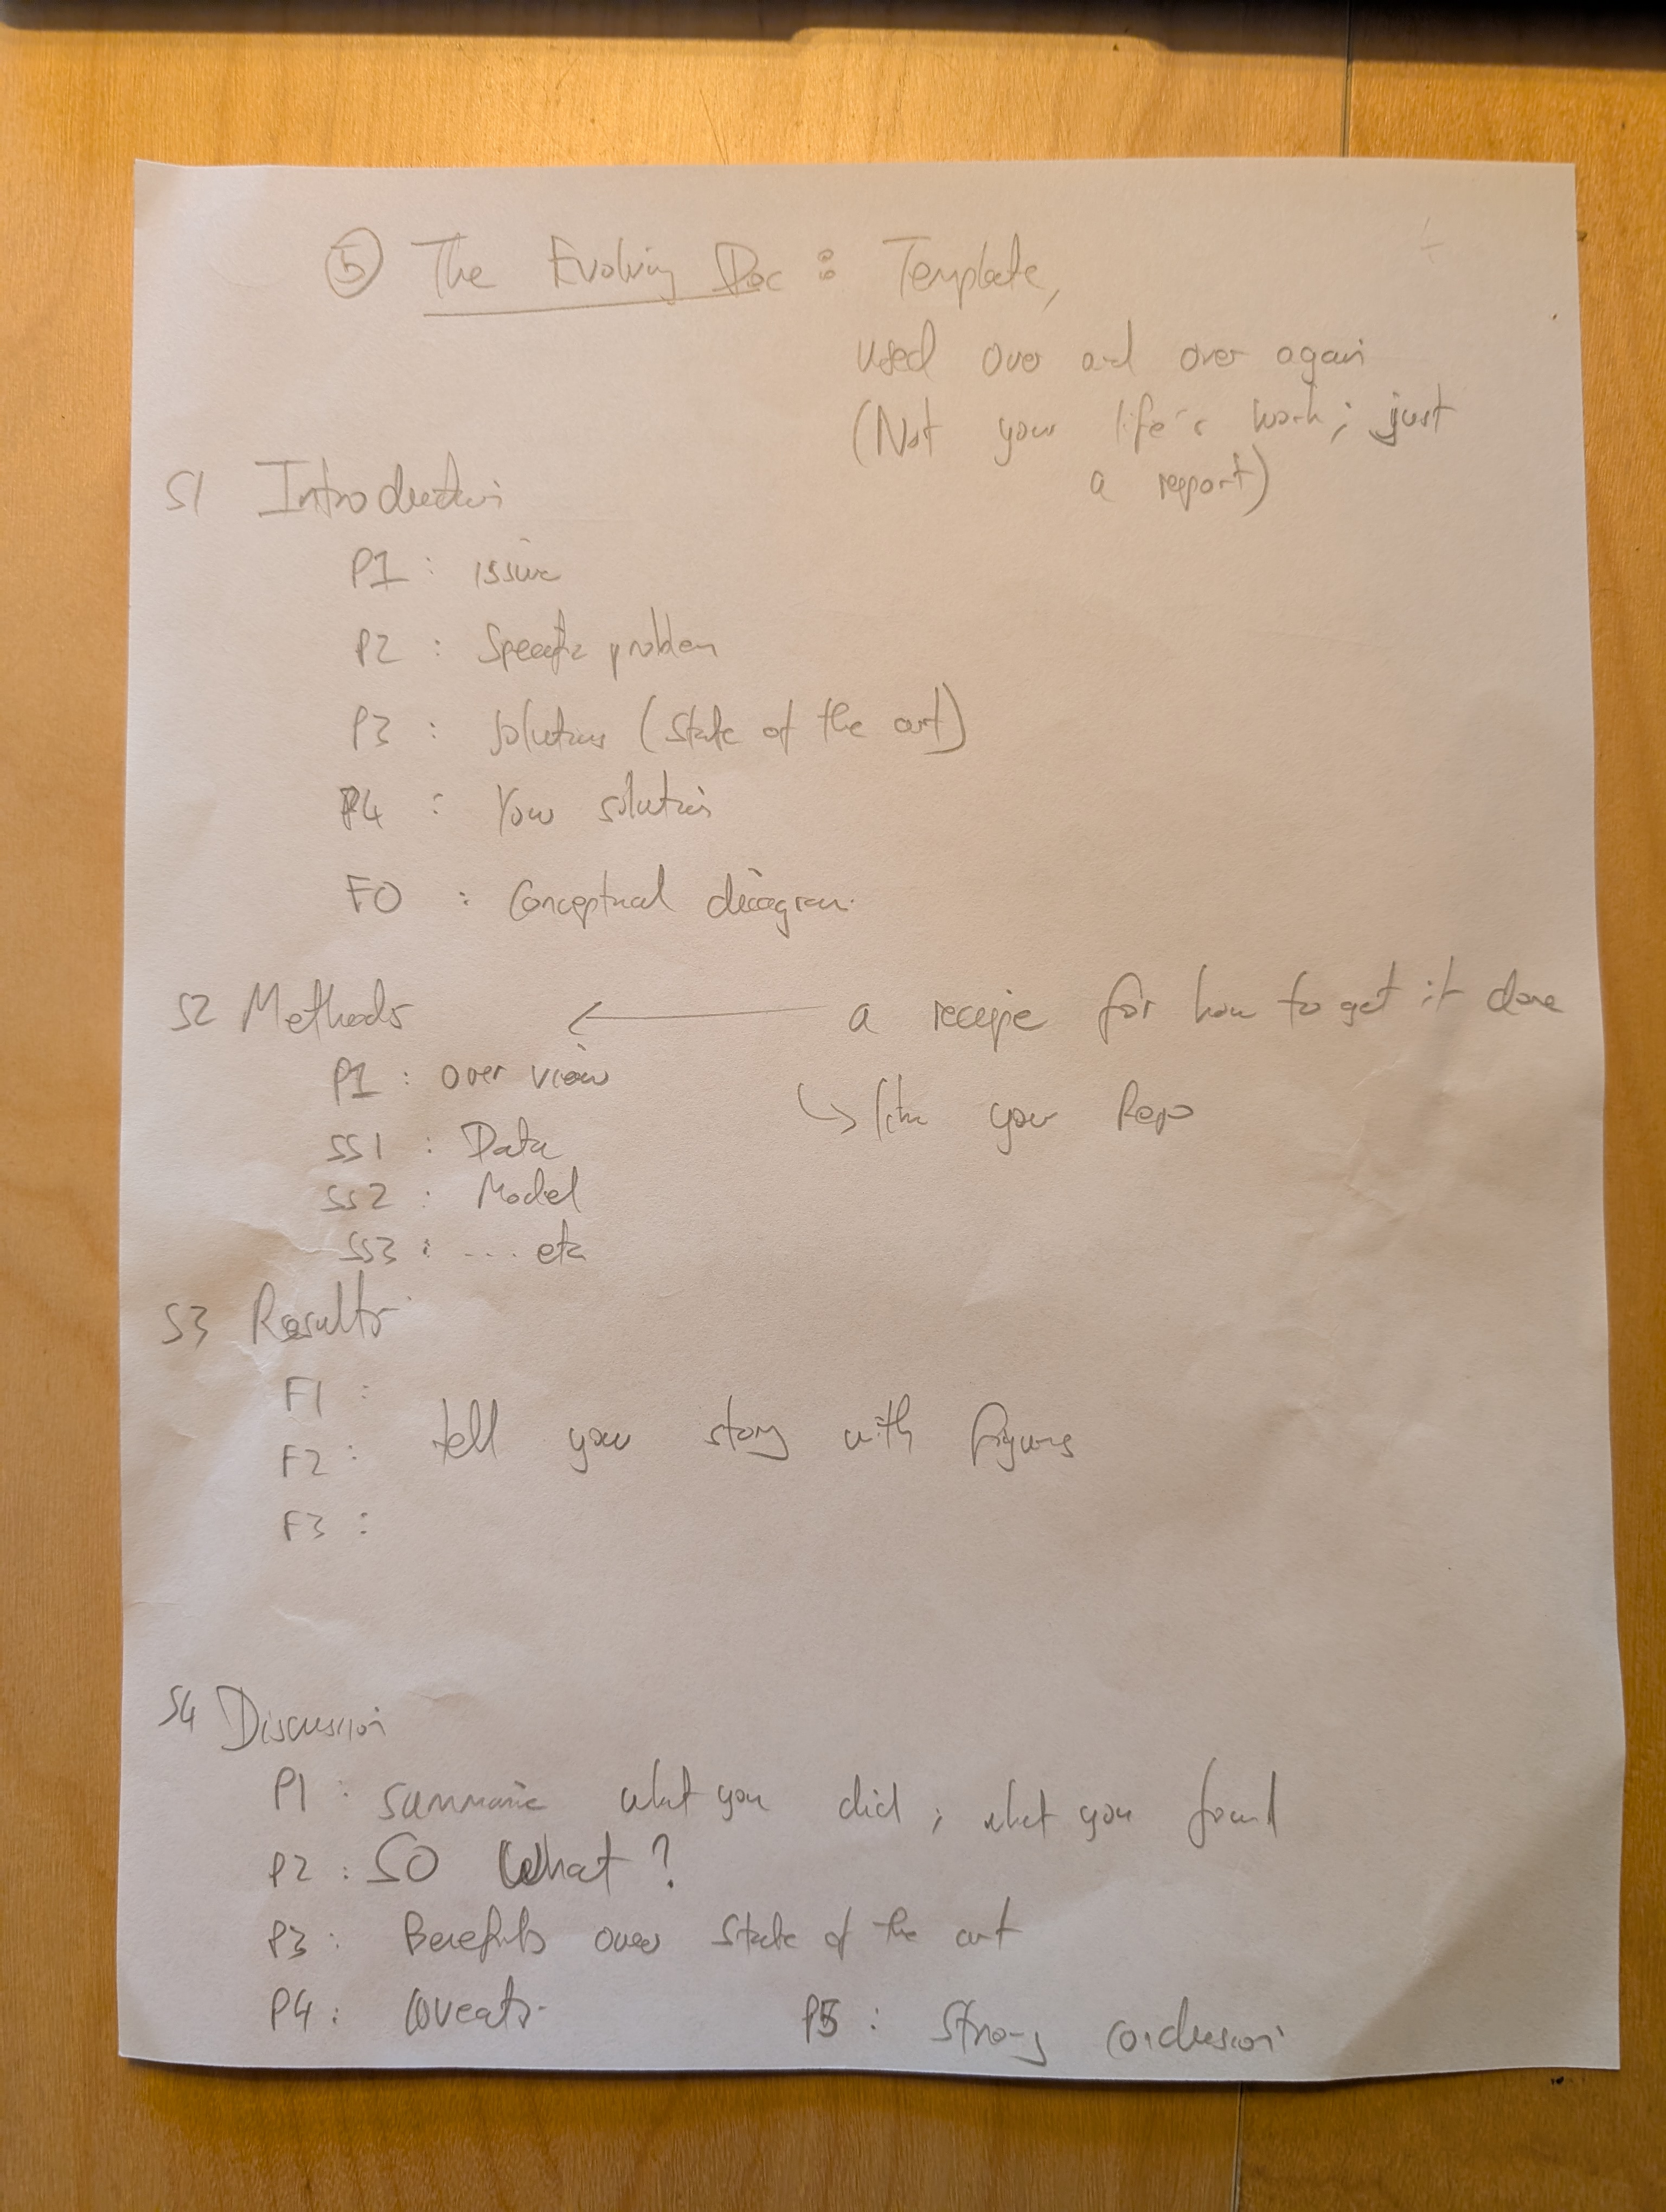 ⑤ The Evolving Doc : Template,
used over and over again
(Not your life's work; just
a report)
S1 Introduction
P1 : issue
P2 : Specific problem
P3 : solutions (State of the art)
P4 : Your solution
F0 : Conceptual diagram
S2 Methods ← a recepie for how to get it done
P1 : over view ↳ like your Repo
SS1 : Data
SS2 : Model
SS3 : ... etc
S3 Results
F1 :
F2 : tell your story with figures
F3 :
S4 Discussion
P1 : summarie what you did, what you found
P2 : SO What?
P3 : Benefits over State of the art
P4 : Caveats P5 : Strong conclusion